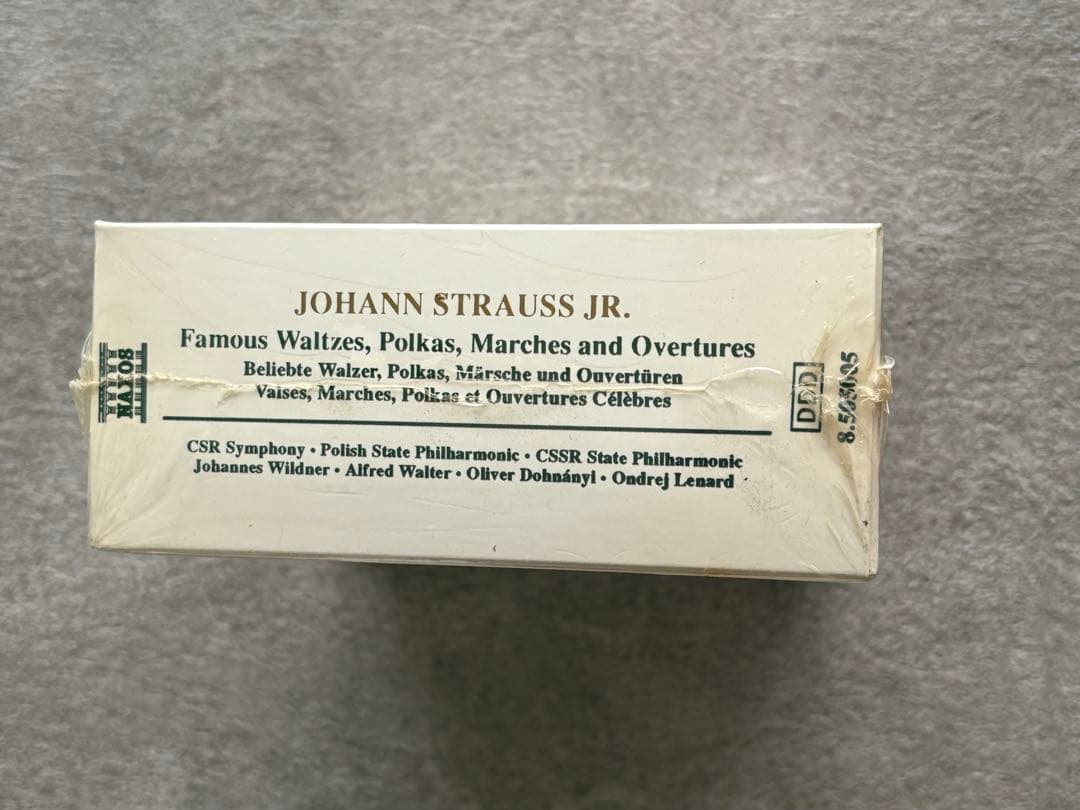 JOHANN STRAUSS JR.
Famous Waltzes, Polkas, Marches and Overtures
Beliebte Walzer, Polkas, Märsche und Ouvertüren
Valses, Marches, Polkas et Ouvertures Célèbres
CSR Symphony • Polish State Philharmonic • CSSR State Philharmonic
Johannes Wildner • Alfred Walter • Oliver Dohnányi • Ondrej Lenard
NAXOS
DDD